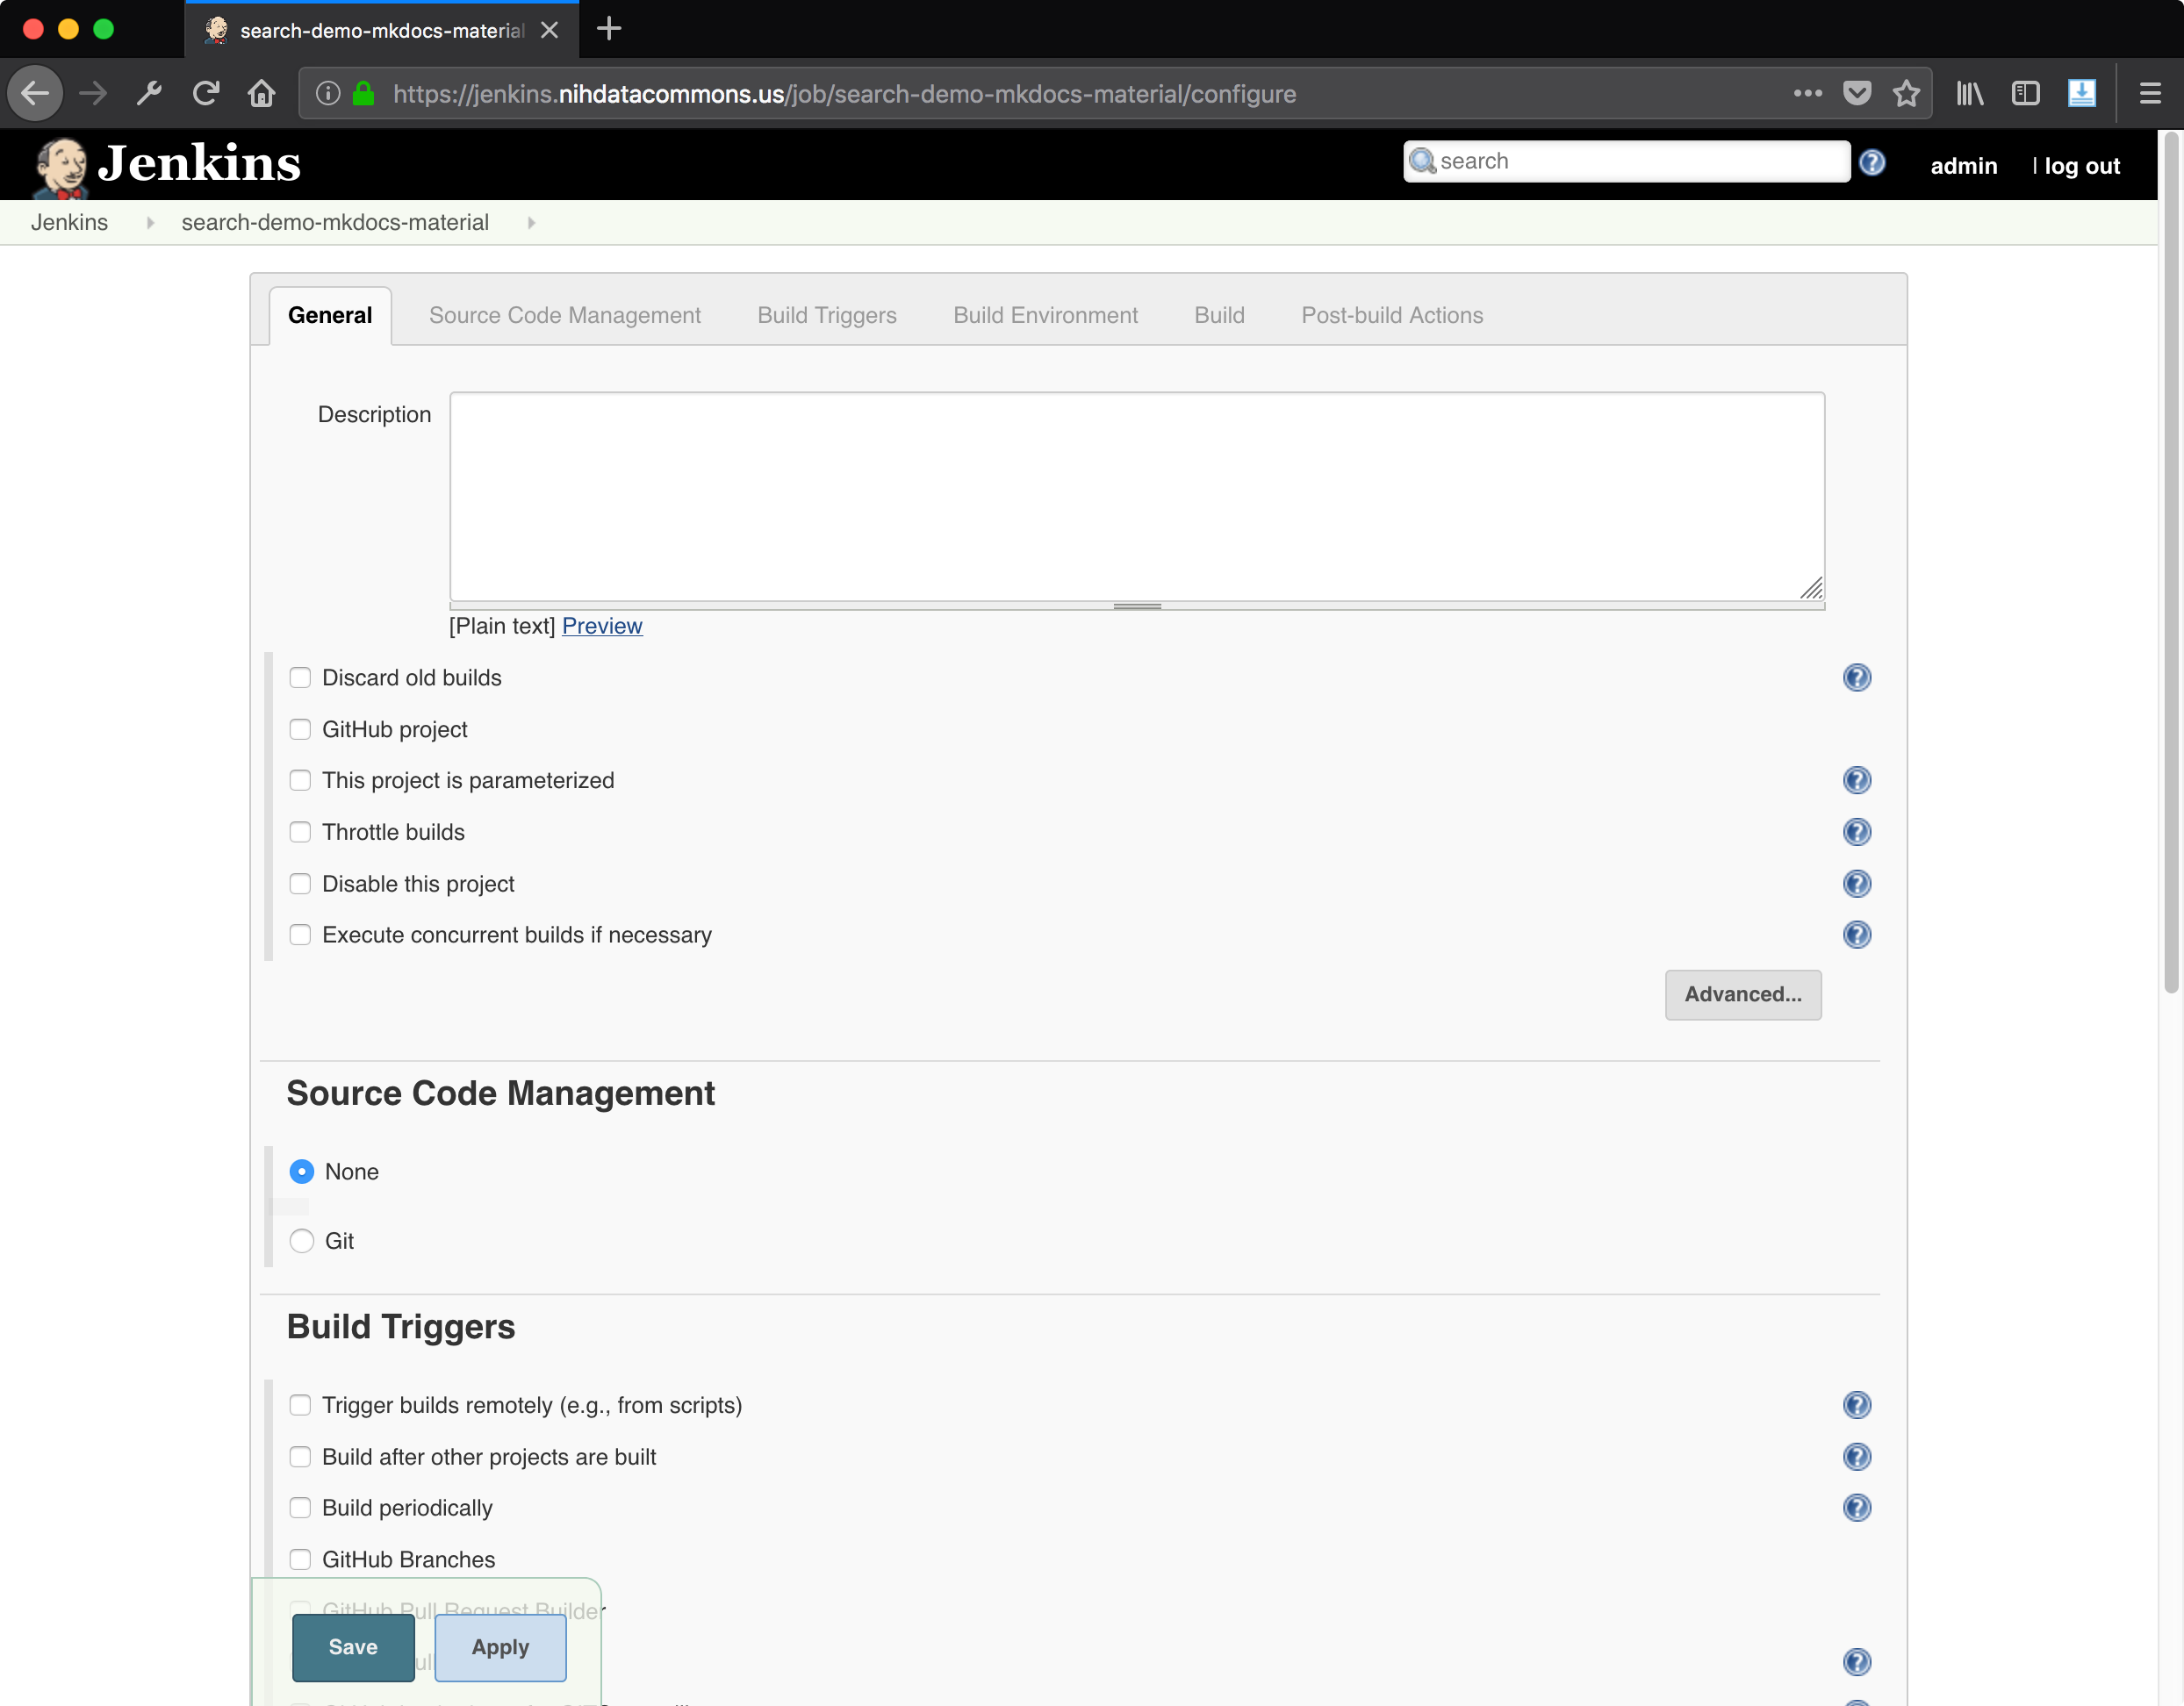 search-demo-mkdocs-material
https://jenkins.nihdatacommons.us/job/search-demo-mkdocs-material/configure
Jenkins
search
admin
| log out
Jenkins
search-demo-mkdocs-material
General
Source Code Management
Build Triggers
Build Environment
Build
Post-build Actions
Description
[Plain text] Preview
Discard old builds
GitHub project
This project is parameterized
Throttle builds
Disable this project
Execute concurrent builds if necessary
Advanced...
Source Code Management
None
Git
Build Triggers
Trigger builds remotely (e.g., from scripts)
Build after other projects are built
Build periodically
GitHub Branches
GitHub Pull Request Builder
Save
Apply